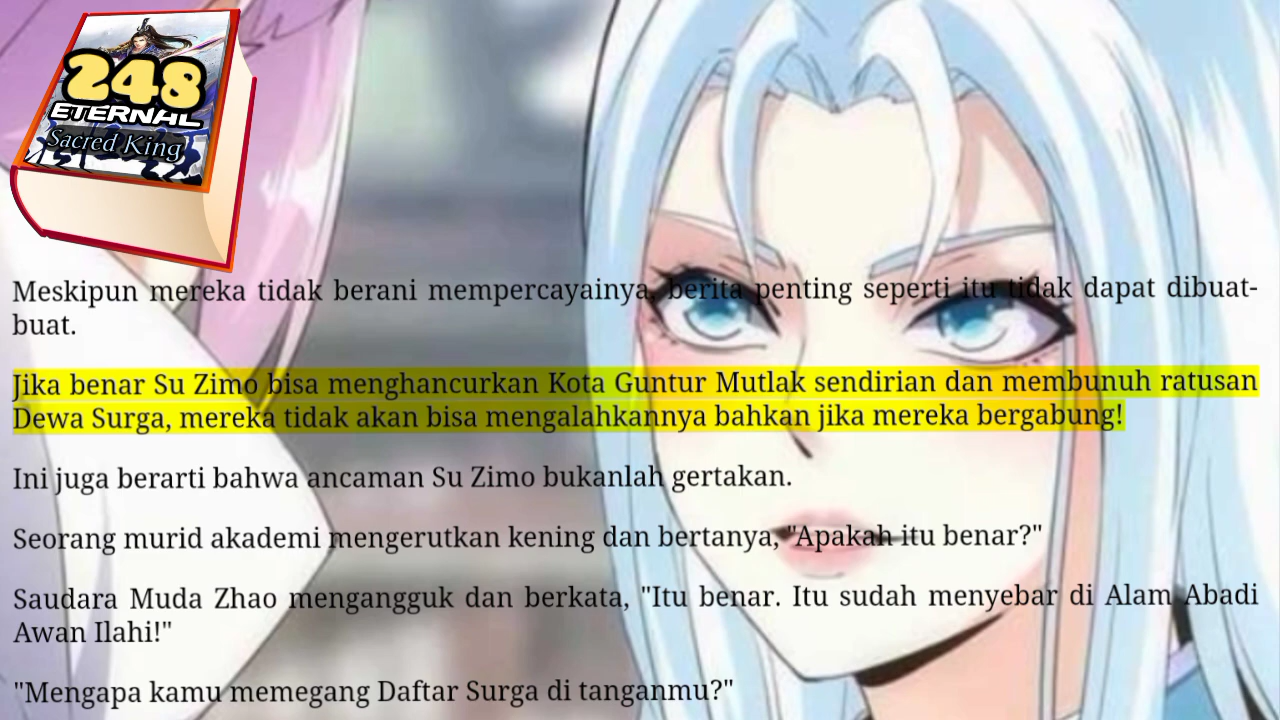 248
ETERNAL
Sacred King
Meskipun mereka tidak berani mempercayainya, berita penting seperti itu tidak dapat dibuat-
buat.
Jika benar Su Zimo bisa menghancurkan Kota Guntur Mutlak sendirian dan membunuh ratusan
Dewa Surga, mereka tidak akan bisa mengalahkannya bahkan jika mereka bergabung!
Ini juga berarti bahwa ancaman Su Zimo bukanlah gertakan.
Seorang murid akademi mengerutkan kening dan bertanya, "Apakah itu benar?"
Saudara Muda Zhao mengangguk dan berkata, "Itu benar. Itu sudah menyebar di Alam Abadi
Awan Ilahi!"
"Mengapa kamu memegang Daftar Surga di tanganmu?"